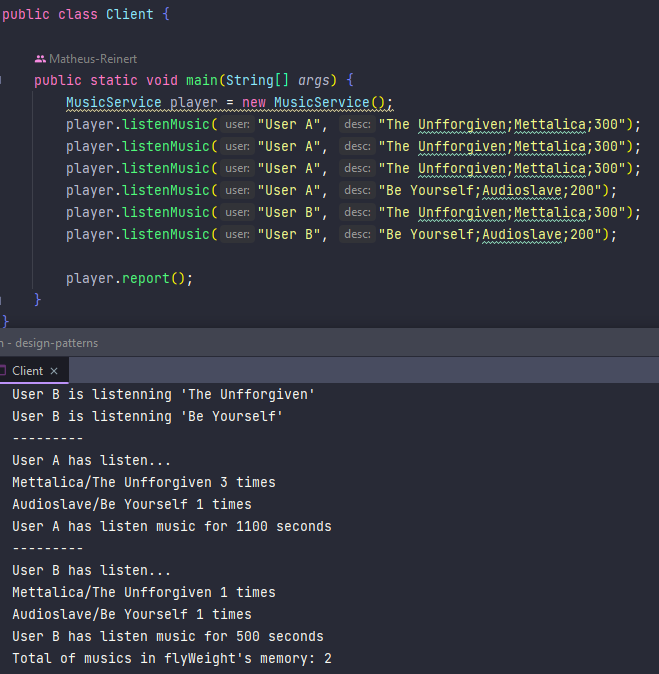 public class Client {
Matheus-Reinert
public static void main(String[] args) {
MusicService player = new MusicService();
player.listenMusic( user: "User A", desc: "The Unfforgiven;Mettalica;300");
player.listenMusic( user: "User A", desc: "The Unfforgiven;Mettalica;300");
player.listenMusic( user: "User A", desc: "The Unfforgiven;Mettalica;300");
player.listenMusic( user: "User A", desc: "Be Yourself;Audioslave;200");
player.listenMusic( user: "User B", desc: "The Unfforgiven;Mettalica;300");
player.listenMusic( user: "User B", desc: "Be Yourself;Audioslave;200");
player.report();
}
}
- design-patterns
Client ×
User B is listenning 'The Unfforgiven'
User B is listenning 'Be Yourself'
---------
User A has listen...
Mettalica/The Unfforgiven 3 times
Audioslave/Be Yourself 1 times
User A has listen music for 1100 seconds
---------
User B has listen...
Mettalica/The Unfforgiven 1 times
Audioslave/Be Yourself 1 times
User B has listen music for 500 seconds
Total of musics in flyWeight's memory: 2